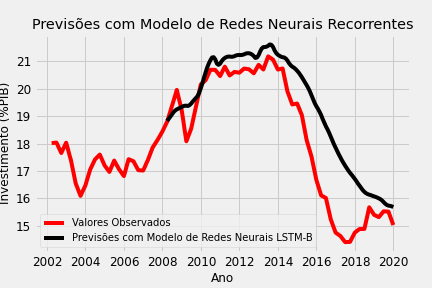 Previsões com Modelo de Redes Neurais Recorrentes
Investimento (%PIB)
21
20
19
18
17
16
15
Valores Observados
Previsões com Modelo de Redes Neurais LSTM-B
2002 2004 2006 2008 2010 2012 2014 2016 2018 2020
Ano